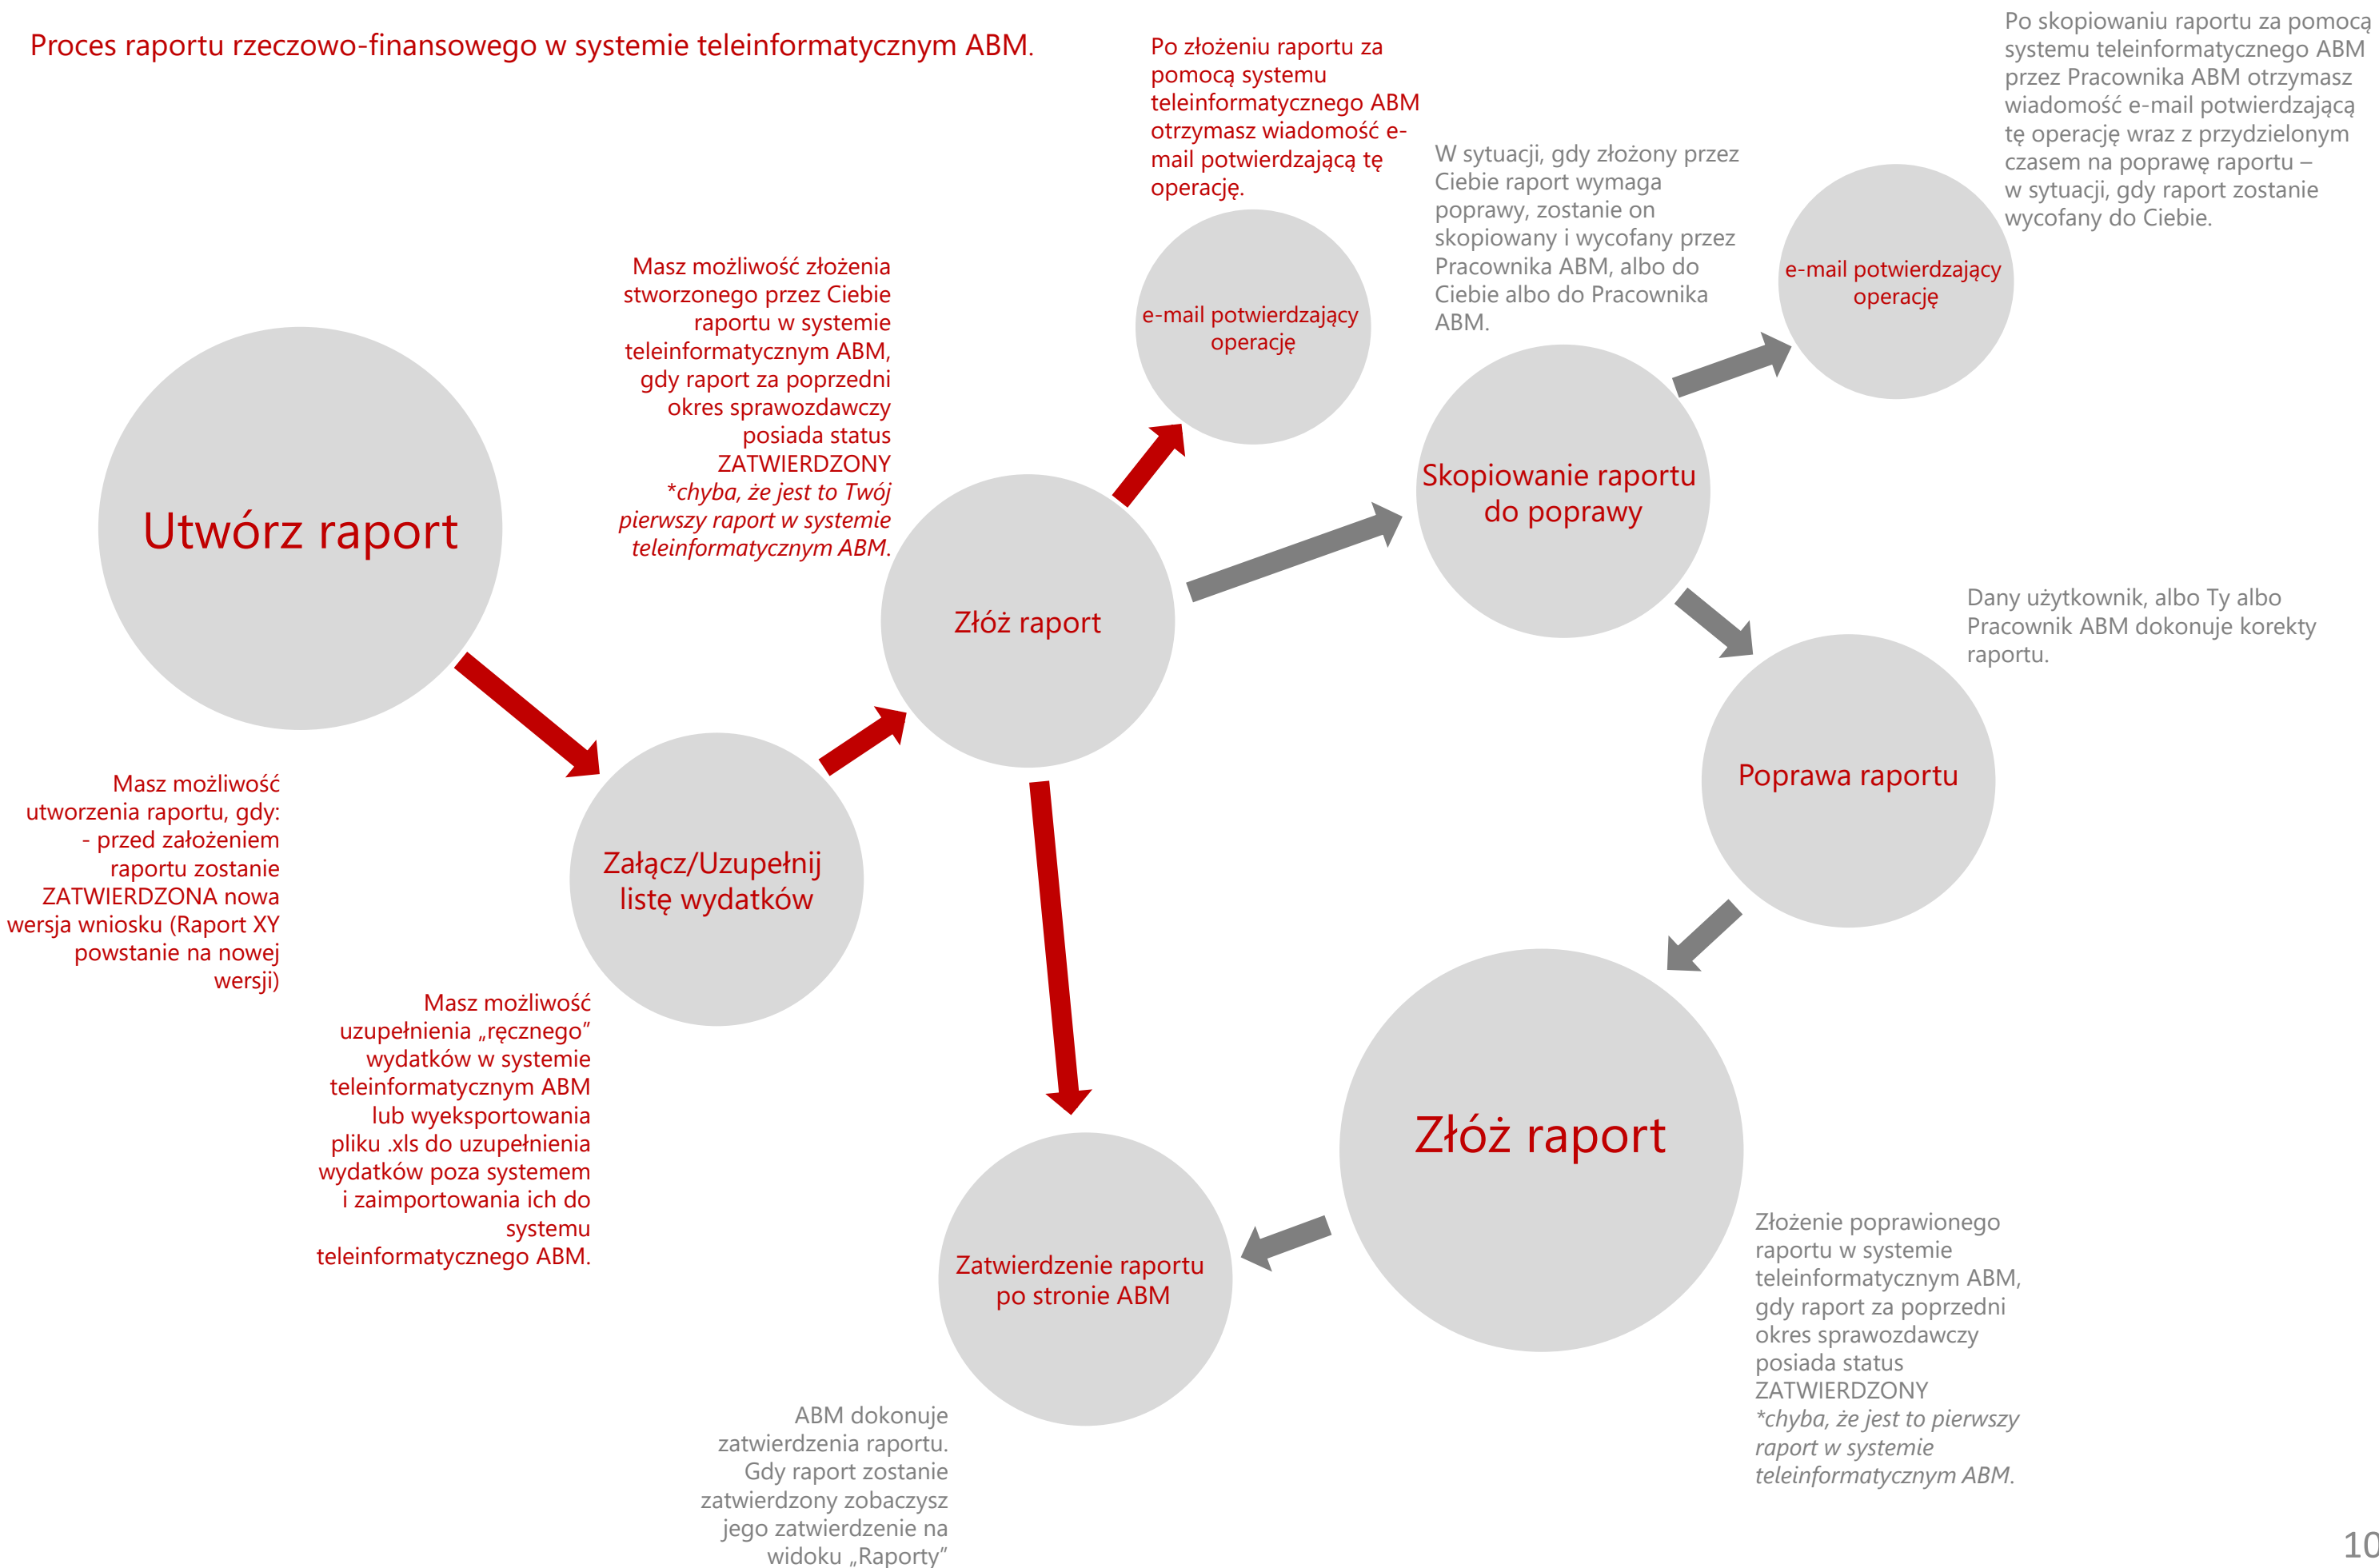 Proces raportu rzeczowo-finansowego w systemie teleinformatycznym ABM.
Utwórz raport
Masz możliwość
utworzenia raportu, gdy:
- przed założeniem
raportu zostanie
ZATWIERDZONA nowa
wersja wniosku (Raport XY
powstanie na nowej
wersji)
Załącz/Uzupełnij
listę wydatków
Masz możliwość
uzupełnienia „ręcznego”
wydatków w systemie
teleinformatycznym ABM
lub wyeksportowania
pliku .xls do uzupełnienia
wydatków poza systemem
i zaimportowania ich do
systemu
teleinformatycznego ABM.
Masz możliwość złożenia
stworzonego przez Ciebie
raportu w systemie
teleinformatycznym ABM,
gdy raport za poprzedni
okres sprawozdawczy
posiada status
ZATWIERDZONY
*chyba, że jest to Twój
pierwszy raport w systemie
teleinformatycznym ABM.
Złóż raport
Po złożeniu raportu za
pomocą systemu
teleinformatycznego ABM
otrzymasz wiadomość e-
mail potwierdzającą tę
operację.
e-mail potwierdzający
operację
W sytuacji, gdy złożony przez
Ciebie raport wymaga
poprawy, zostanie on
skopiowany i wycofany przez
Pracownika ABM, albo do
Ciebie albo do Pracownika
ABM.
Skopiowanie raportu
do poprawy
Po skopiowaniu raportu za pomocą
systemu teleinformatycznego ABM
przez Pracownika ABM otrzymasz
wiadomość e-mail potwierdzającą
tę operację wraz z przydzielonym
czasem na poprawę raportu –
w sytuacji, gdy raport zostanie
wycofany do Ciebie.
e-mail potwierdzający
operację
Dany użytkownik, albo Ty albo
Pracownik ABM dokonuje korekty
raportu.
Poprawa raportu
Złóż raport
Złożenie poprawionego
raportu w systemie
teleinformatycznym ABM,
gdy raport za poprzedni
okres sprawozdawczy
posiada status
ZATWIERDZONY
*chyba, że jest to pierwszy
raport w systemie
teleinformatycznym ABM.
Zatwierdzenie raportu
po stronie ABM
ABM dokonuje
zatwierdzenia raportu.
Gdy raport zostanie
zatwierdzony zobaczysz
jego zatwierdzenie na
widoku „Raporty”
10